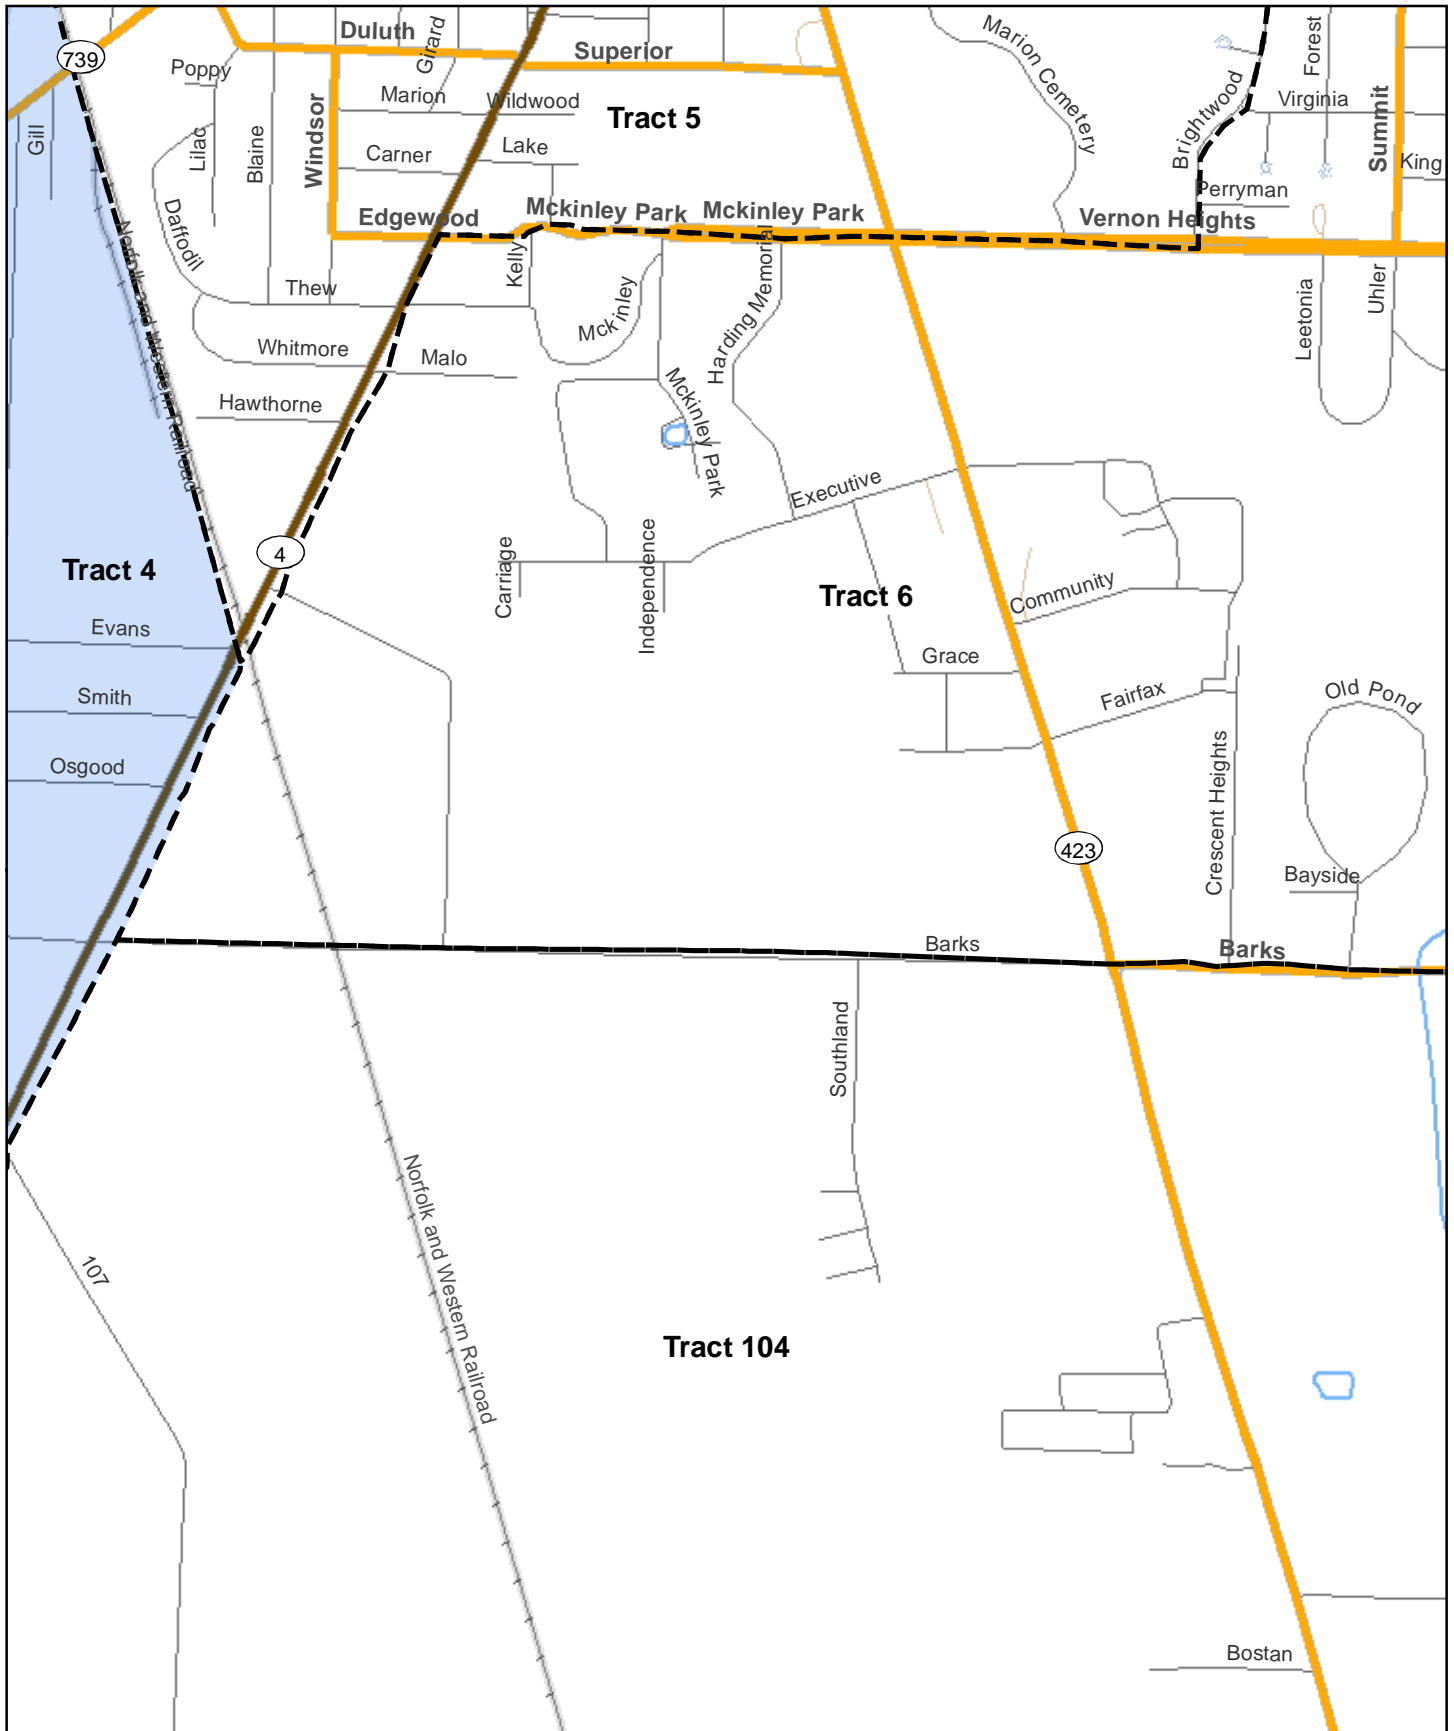 Duluth
Girard
Superior
Marion Cemetery
Forest
739
Poppy
Marion
Wildwood
Tract 5
Brightwood
Virginia
Summit
Gill
Lilac
Blaine
Windsor
Carner
Lake
King
Perryman
Daffodil
Edgewood
Mckinley Park
Mckinley Park
Vernon Heights
Norfolk and Western Railroad
Kelly
Thew
Mckinley
Harding Memorial
Leetonia
Uhler
Whitmore
Malo
Hawthorne
Mckinley Park
Executive
4
Tract 4
Carriage
Independence
Tract 6
Community
Evans
Grace
Smith
Fairfax
Old Pond
Osgood
Crescent Heights
423
Bayside
Barks
Barks
Southland
Norfolk and Western Railroad
107
Tract 104
Bostan